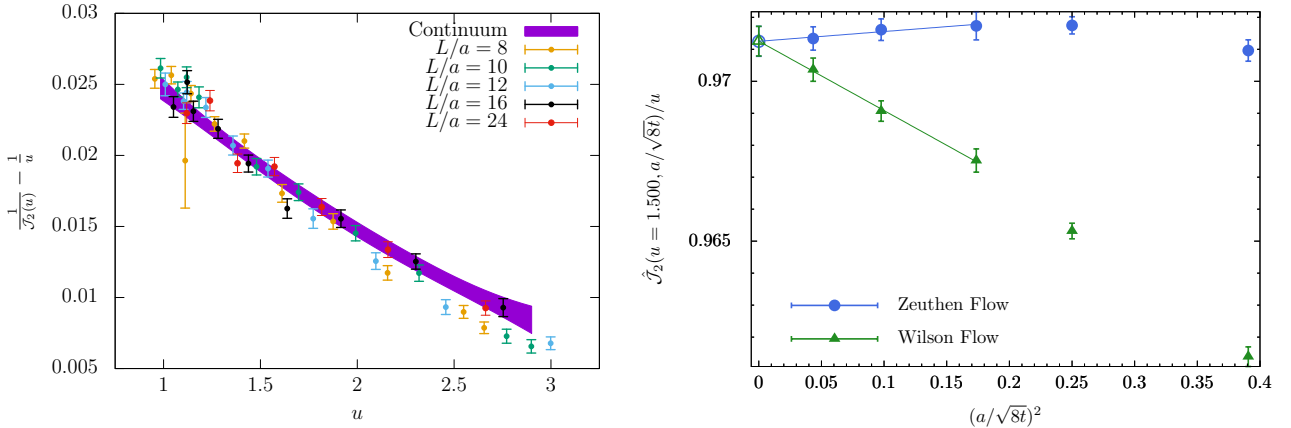 0.03
0.025
0.02
0.015
0.01
0.005
1
1.5
2
2.5
3
u
1/𝒥₂(u) − 1/u
Continuum
L/a = 8
L/a = 10
L/a = 12
L/a = 16
L/a = 24
0.97
0.965
0
0.05
0.1
0.15
0.2
0.25
0.3
0.35
0.4
(a/√8t)²
𝒥̂₂(u = 1.500, a/√8t)/u
Zeuthen Flow
Wilson Flow